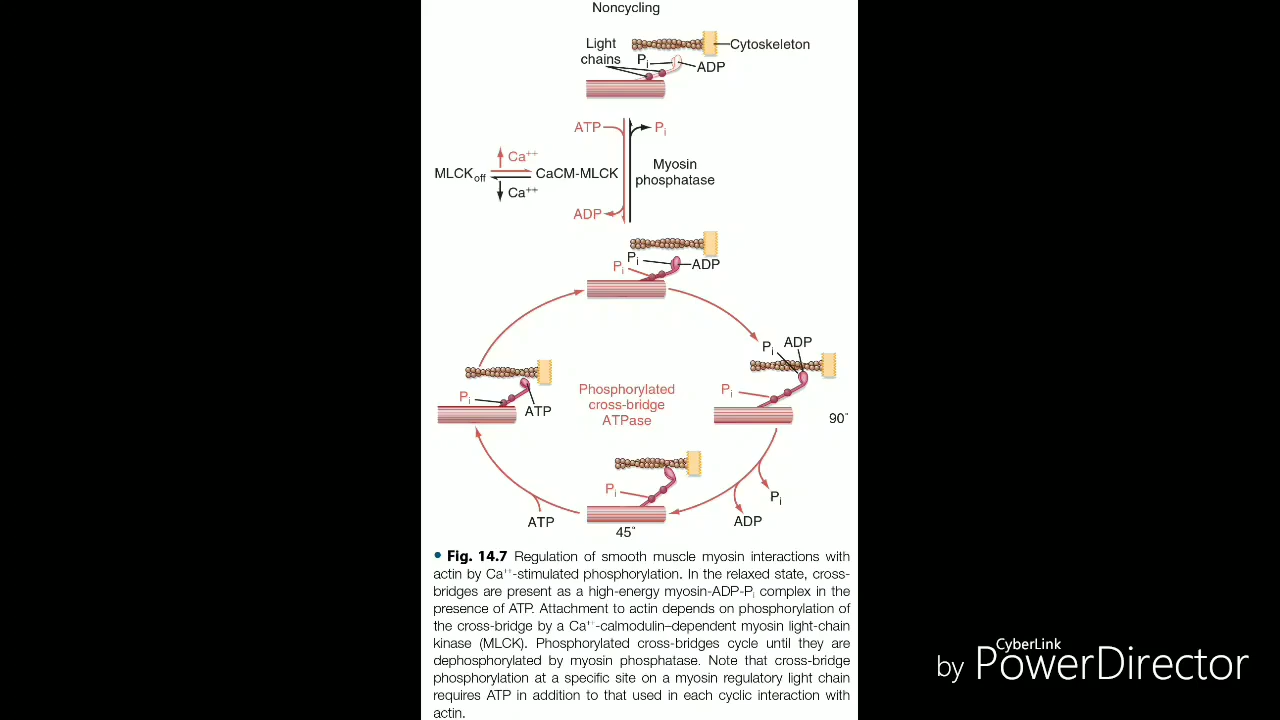 Noncycling
Light
chains
Pi
Cytoskeleton
ADP
ATP
Pi
Ca++
MLCKoff
CaCM-MLCK
Myosin
phosphatase
Ca++
ADP
Pi
Pi
ADP
Pi
ADP
Pi
ATP
Phosphorylated
cross-bridge
ATPase
Pi
90°
Pi
Pi
ATP
ADP
45°
• Fig. 14.7 Regulation of smooth muscle myosin interactions with
actin by Ca++-stimulated phosphorylation. In the relaxed state, cross-
bridges are present as a high-energy myosin-ADP-Pi complex in the
presence of ATP. Attachment to actin depends on phosphorylation of
the cross-bridge by a Ca++-calmodulin–dependent myosin light-chain
kinase (MLCK). Phosphorylated cross-bridges cycle until they are
dephosphorylated by myosin phosphatase. Note that cross-bridge
phosphorylation at a specific site on a myosin regulatory light chain
requires ATP in addition to that used in each cyclic interaction with
actin.
by CyberLink PowerDirector